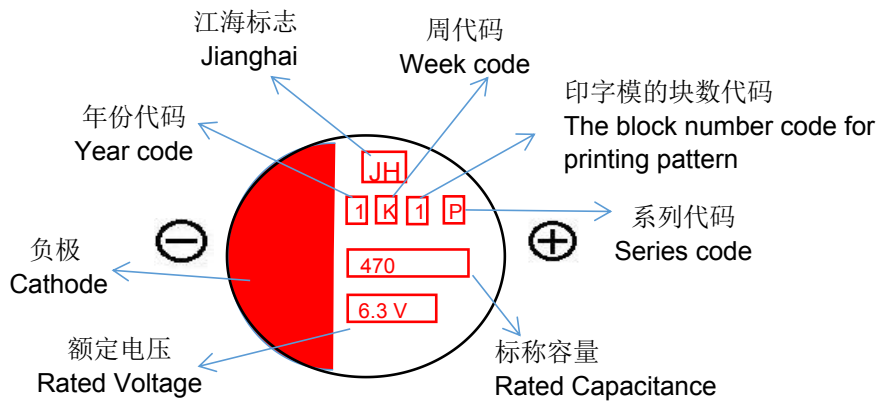 江海标志
Jianghai
周代码
Week code
印字模的块数代码
The block number code for
printing pattern
年份代码
Year code
JH
1 K 1 P
系列代码
Series code
负极
Cathode
470
6.3 V
额定电压
Rated Voltage
标称容量
Rated Capacitance